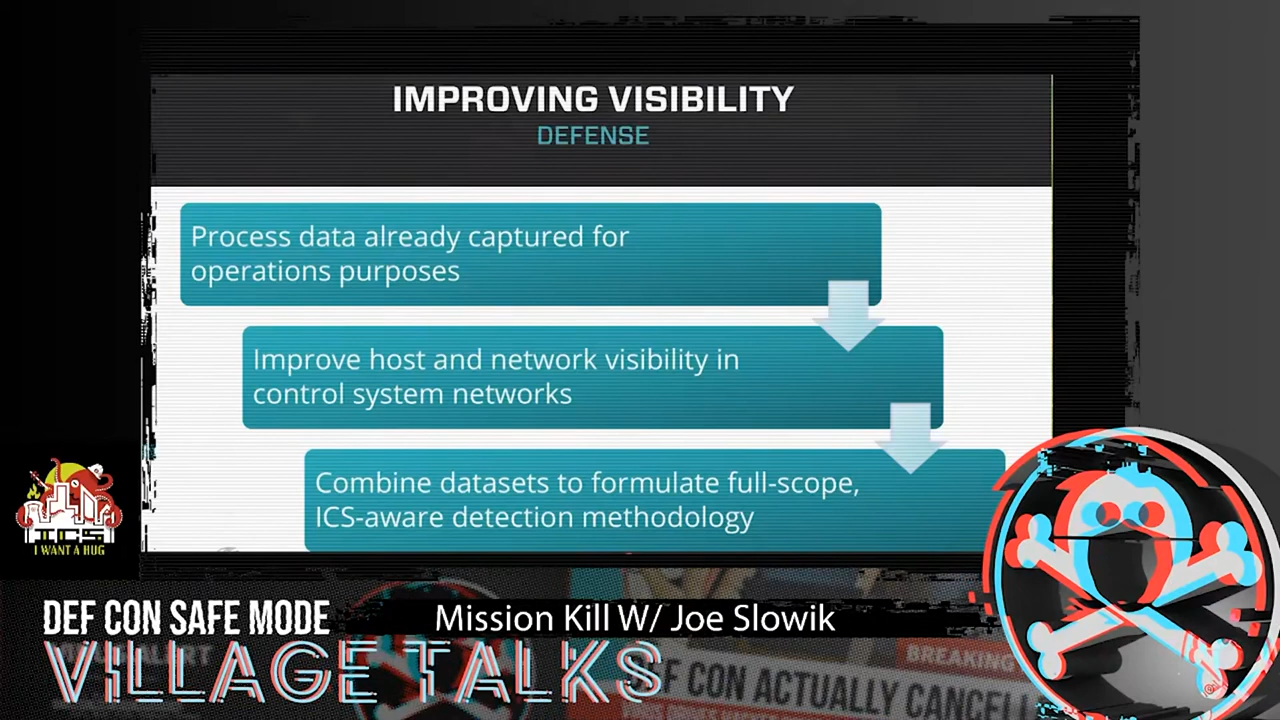 IMPROVING VISIBILITY
DEFENSE
Process data already captured for
operations purposes
Improve host and network visibility in
control system networks
Combine datasets to formulate full-scope,
ICS-aware detection methodology
ICS
I WANT A HUG
DEF CON SAFE MODE
Mission Kill W/ Joe Slowik
VILLAGE TALKS
BREAKING
DEF CON ACTUALLY